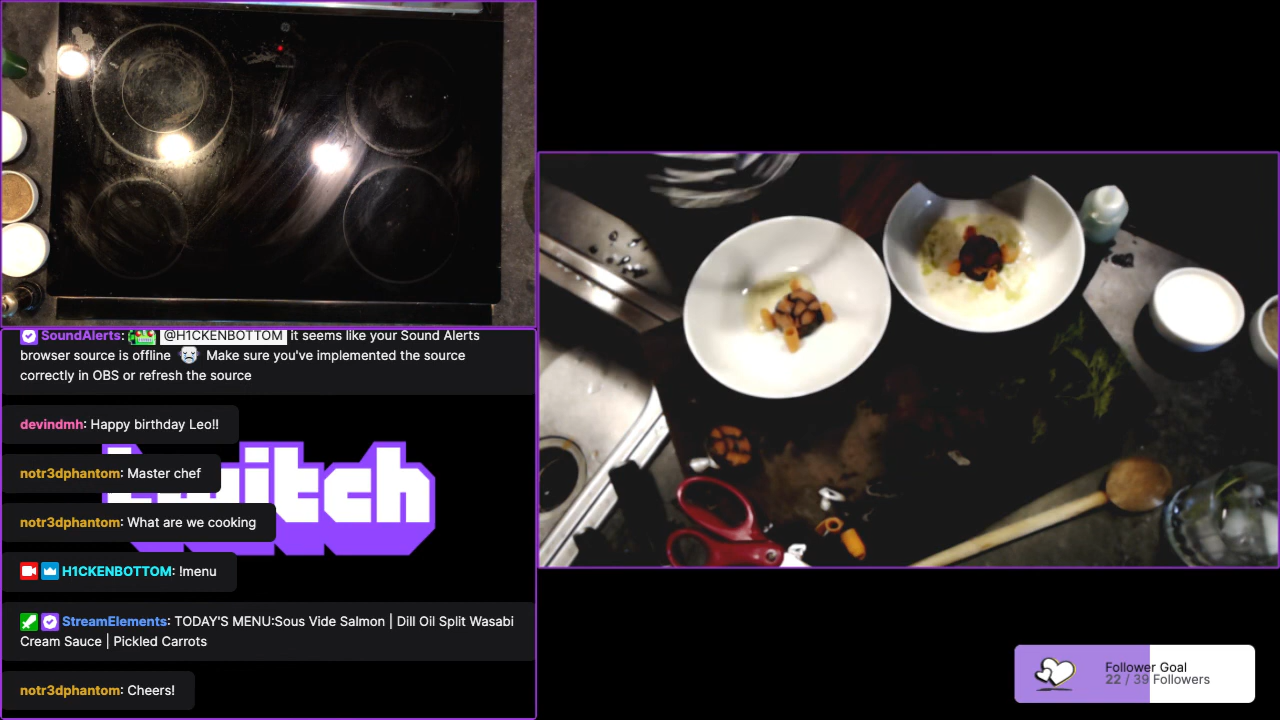 SoundAlerts: @H1CKENBOTTOM it seems like your Sound Alerts
browser source is offline Make sure you've implemented the source
correctly in OBS or refresh the source
devindmh: Happy birthday Leo!!
notr3dphantom: Master chef
twitch
notr3dphantom: What are we cooking
H1CKENBOTTOM: !menu
StreamElements: TODAY'S MENU:Sous Vide Salmon | Dill Oil Split Wasabi
Cream Sauce | Pickled Carrots
notr3dphantom: Cheers!
Follower Goal
22 / 39 Followers